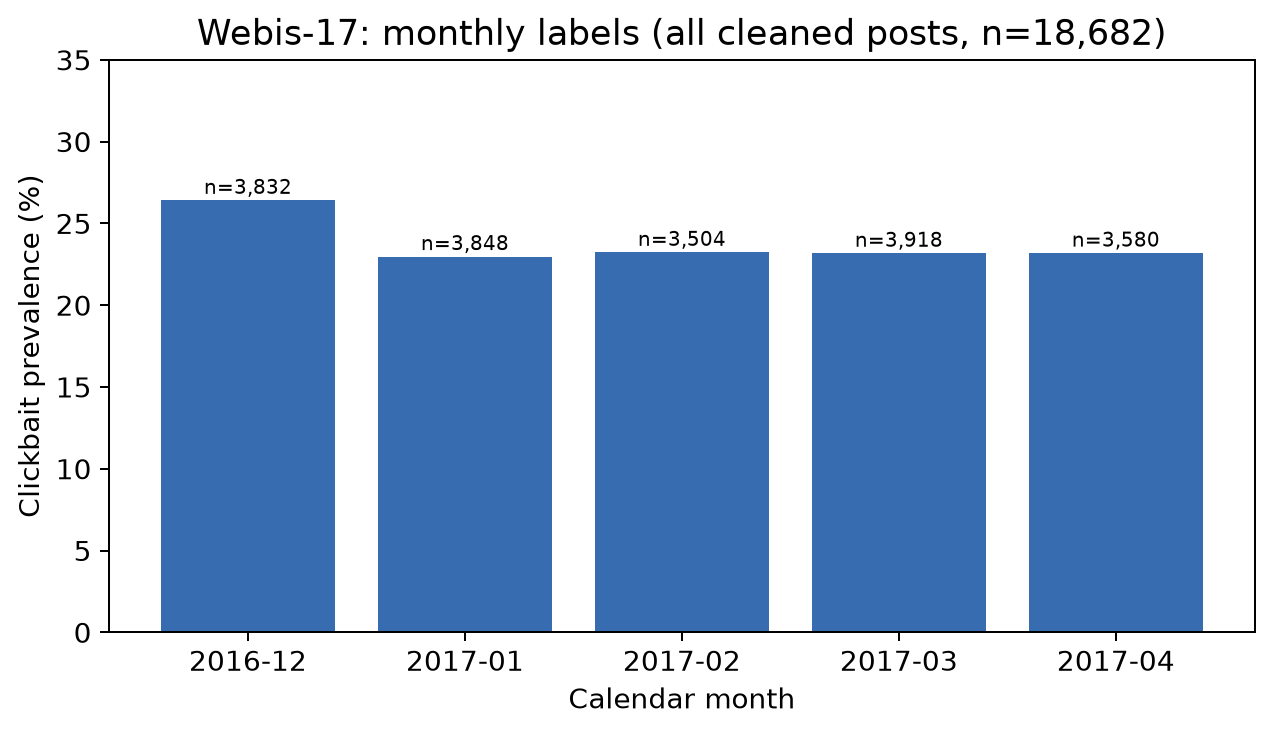 Webis-17: monthly labels (all cleaned posts, n=18,682)
Clickbait prevalence (%)
35
30
25
20
15
10
5
0
n=3,832
n=3,848
n=3,504
n=3,918
n=3,580
2016-12
2017-01
2017-02
2017-03
2017-04
Calendar month